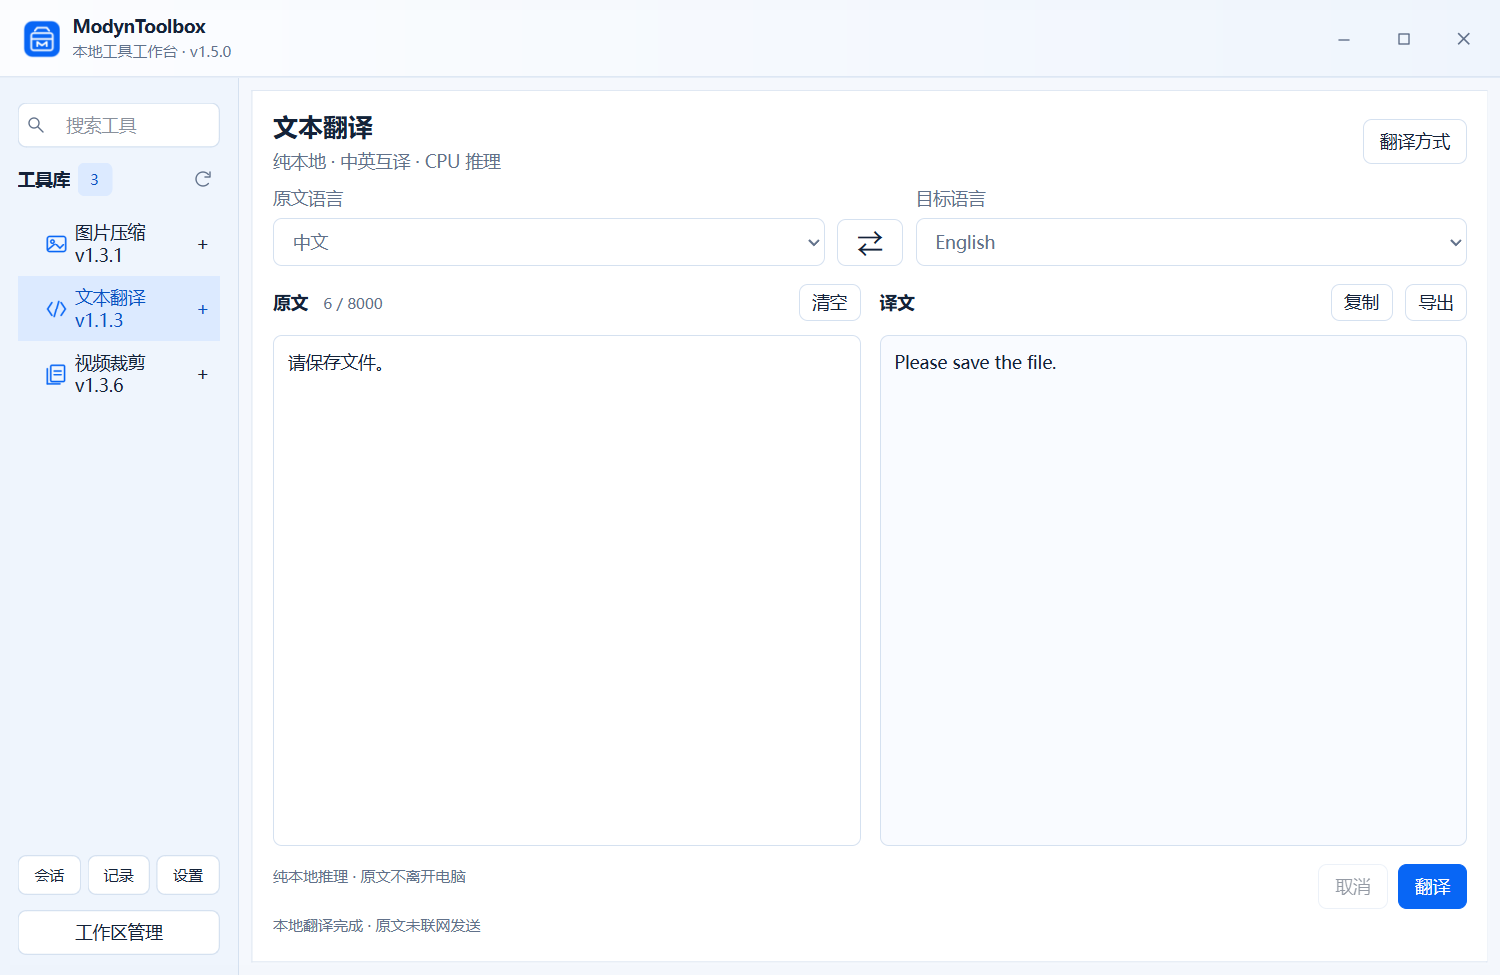 ModynToolbox
本地工具工作台 · v1.5.0
搜索工具
工具库 3
图片压缩
v1.3.1
+
文本翻译
v1.1.3
+
视频裁剪
v1.3.6
+
会话 记录 设置
工作区管理
文本翻译
纯本地 · 中英互译 · CPU 推理
翻译方式
原文语言
目标语言
中文
English
原文 6 / 8000 清空
译文 复制 导出
请保存文件。
Please save the file.
纯本地推理 · 原文不离开电脑
取消 翻译
本地翻译完成 · 原文未联网发送